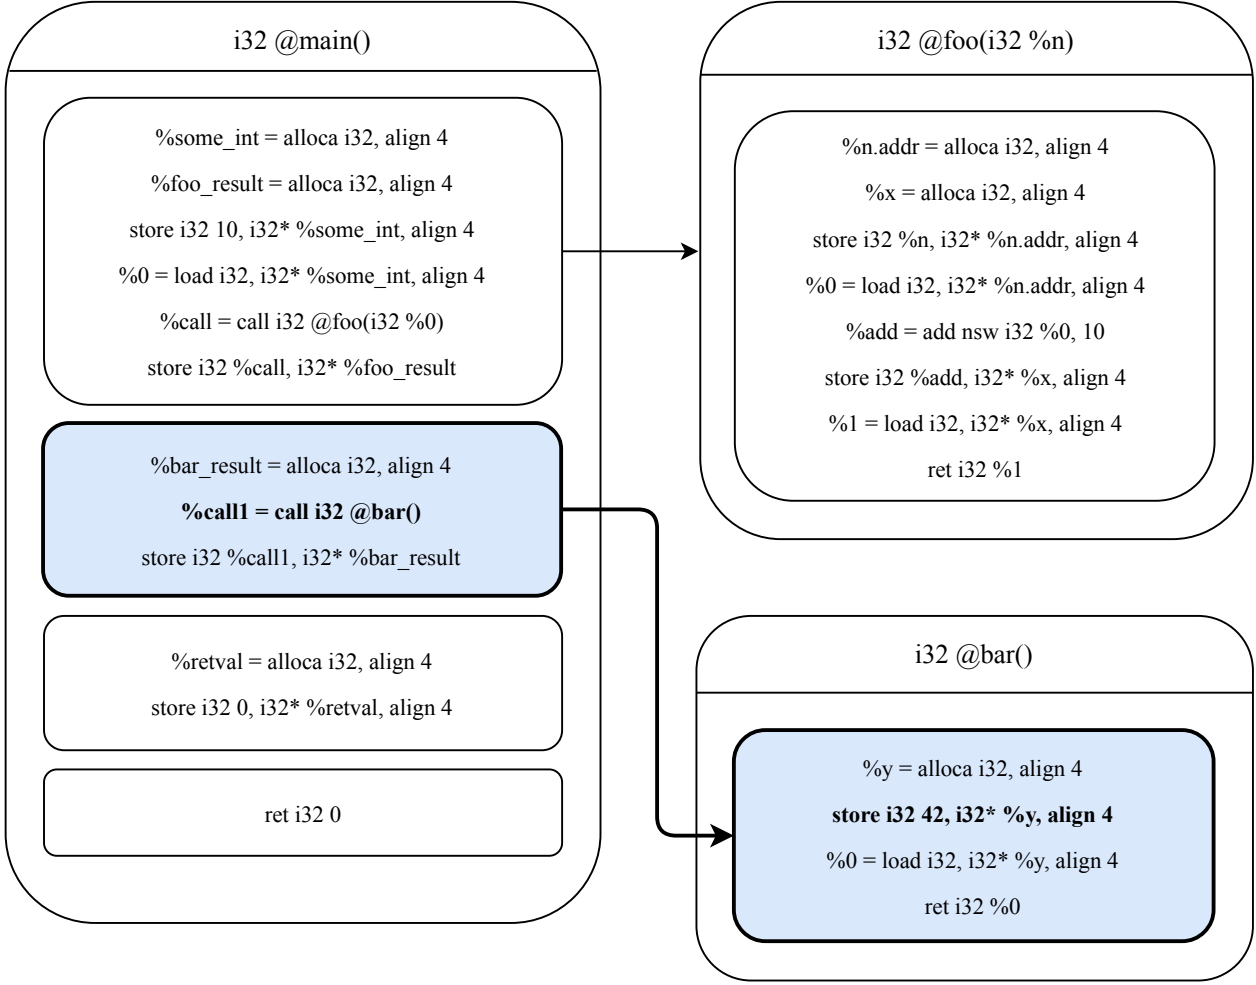 i32 @main()
%some_int = alloca i32, align 4
%foo_result = alloca i32, align 4
store i32 10, i32* %some_int, align 4
%0 = load i32, i32* %some_int, align 4
%call = call i32 @foo(i32 %0)
store i32 %call, i32* %foo_result
%bar_result = alloca i32, align 4
%call1 = call i32 @bar()
store i32 %call1, i32* %bar_result
%retval = alloca i32, align 4
store i32 0, i32* %retval, align 4
ret i32 0
i32 @foo(i32 %n)
%n.addr = alloca i32, align 4
%x = alloca i32, align 4
store i32 %n, i32* %n.addr, align 4
%0 = load i32, i32* %n.addr, align 4
%add = add nsw i32 %0, 10
store i32 %add, i32* %x, align 4
%1 = load i32, i32* %x, align 4
ret i32 %1
i32 @bar()
%y = alloca i32, align 4
store i32 42, i32* %y, align 4
%0 = load i32, i32* %y, align 4
ret i32 %0